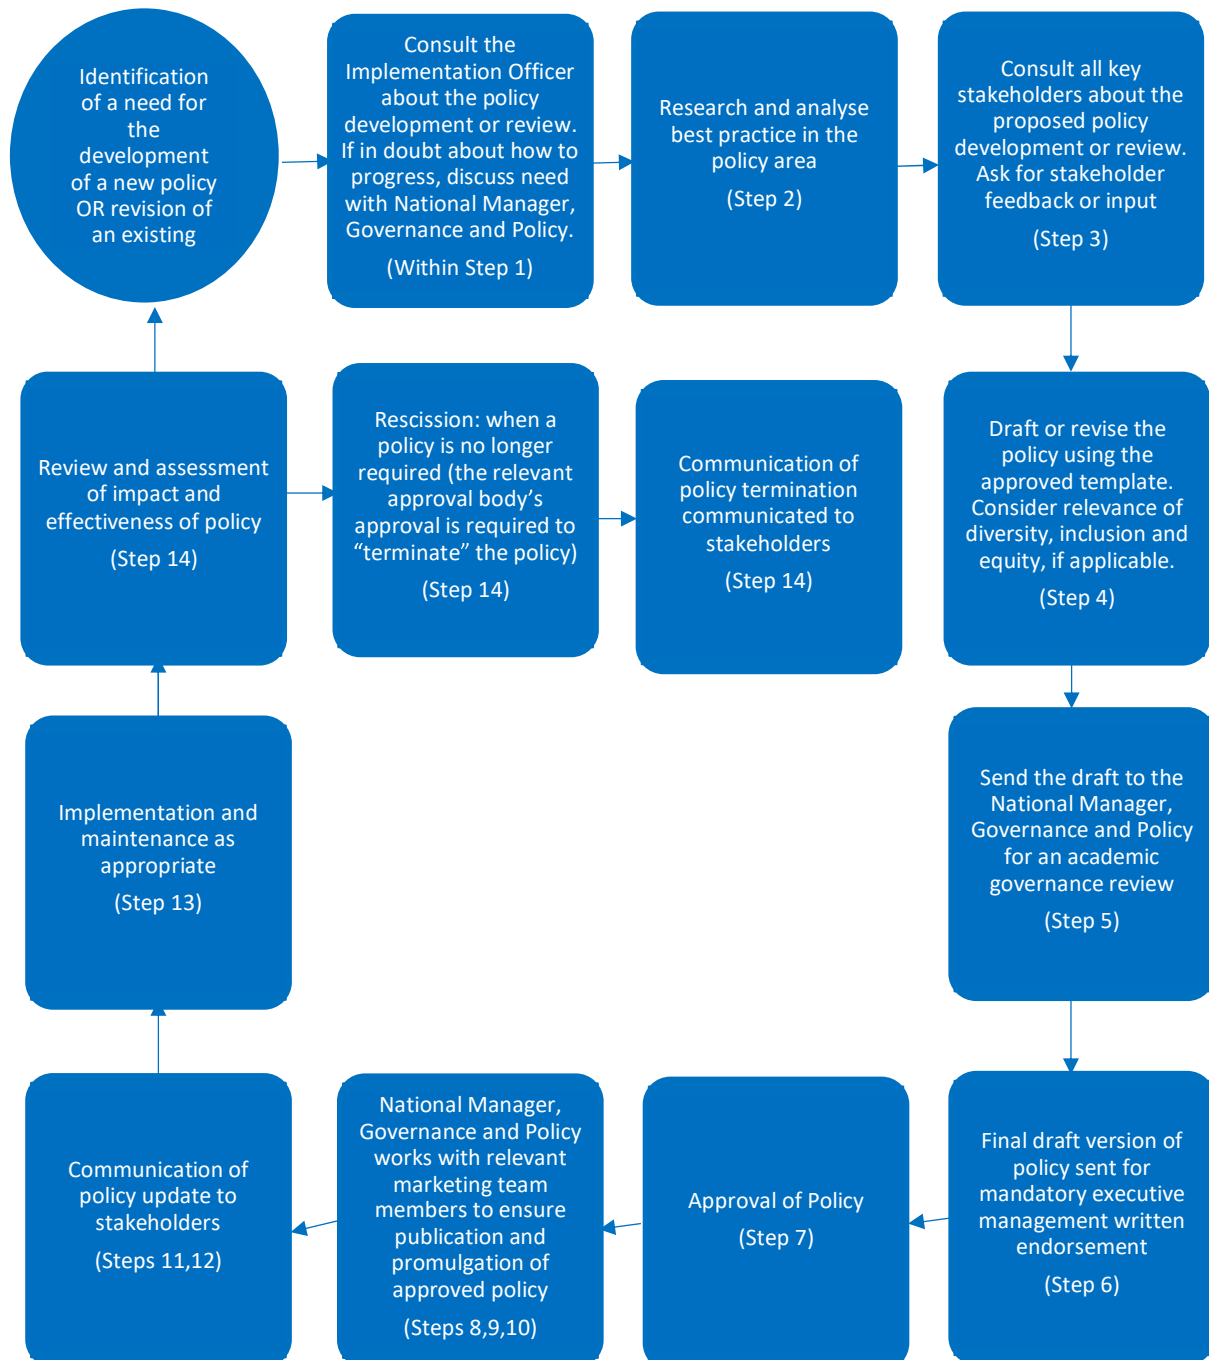 Identification
of a need for
the
development
of a new policy
OR revision of
an existing
Consult the
Implementation Officer
about the policy
development or review.
If in doubt about how to
progress, discuss need
with National Manager,
Governance and Policy.
(Within Step 1)
Research and analyse
best practice in the
policy area
(Step 2)
Consult all key
stakeholders about the
proposed policy
development or review.
Ask for stakeholder
feedback or input
(Step 3)
Review and assessment
of impact and
effectiveness of policy
(Step 14)
Rescission: when a
policy is no longer
required (the relevant
approval body’s
approval is required to
“terminate” the policy)
(Step 14)
Communication of
policy termination
communicated to
stakeholders
(Step 14)
Draft or revise the
policy using the
approved template.
Consider relevance of
diversity, inclusion and
equity, if applicable.
(Step 4)
Implementation and
maintenance as
appropriate
(Step 13)
Send the draft to the
National Manager,
Governance and Policy
for an academic
governance review
(Step 5)
Communication of
policy update to
stakeholders
(Steps 11,12)
National Manager,
Governance and Policy
works with relevant
marketing team
members to ensure
publication and
promulgation of
approved policy
(Steps 8,9,10)
Approval of Policy
(Step 7)
Final draft version of
policy sent for
mandatory executive
management written
endorsement
(Step 6)